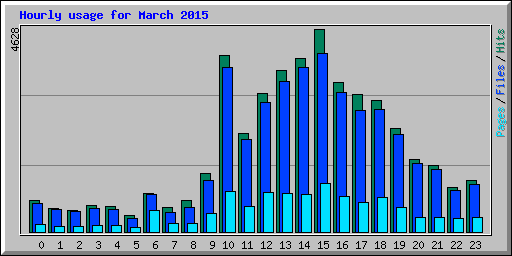 Hourly usage for March 2015
4628
Pages/Files/Hits
0 1 2 3 4 5 6 7 8 9 10 11 12 13 14 15 16 17 18 19 20 21 22 23